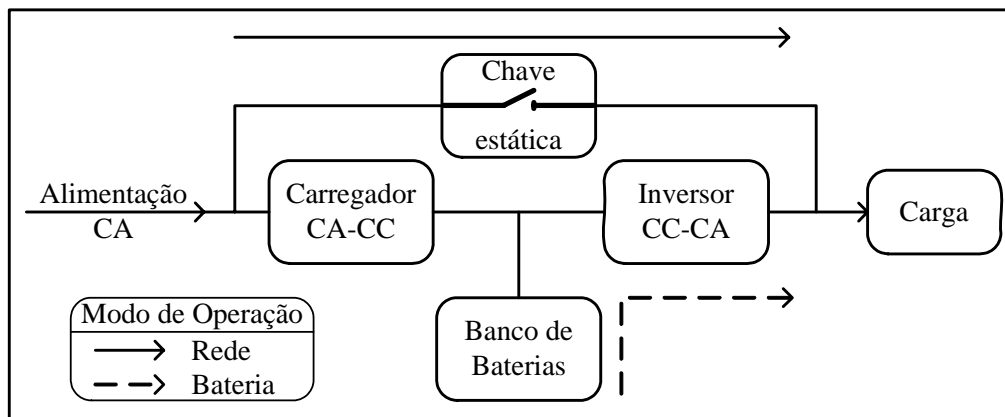 Chave
estática
Alimentação
CA
Carregador
CA-CC
Inversor
CC-CA
Carga
Banco de
Baterias
Modo de Operação
Rede
Bateria